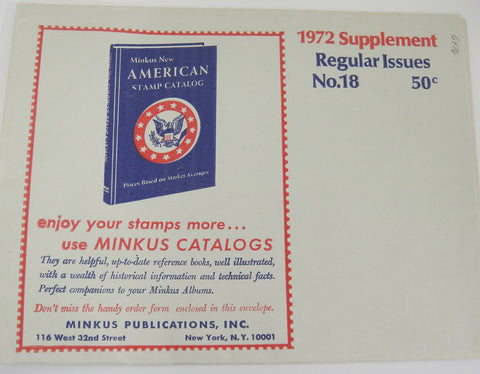 1972 Supplement
Regular Issues
No.18 50¢
Minkus New
AMERICAN
STAMP CATALOG
Prices Based on Market Averages
enjoy your stamps more...
use MINKUS CATALOGS
They are helpful, up-to-date reference books, well illustrated,
with a wealth of historical information and technical facts.
Perfect companions to your Minkus Albums.
Don't miss the handy order form enclosed in this envelope.
MINKUS PUBLICATIONS, INC.
116 West 32nd Street New York, N.Y. 10001